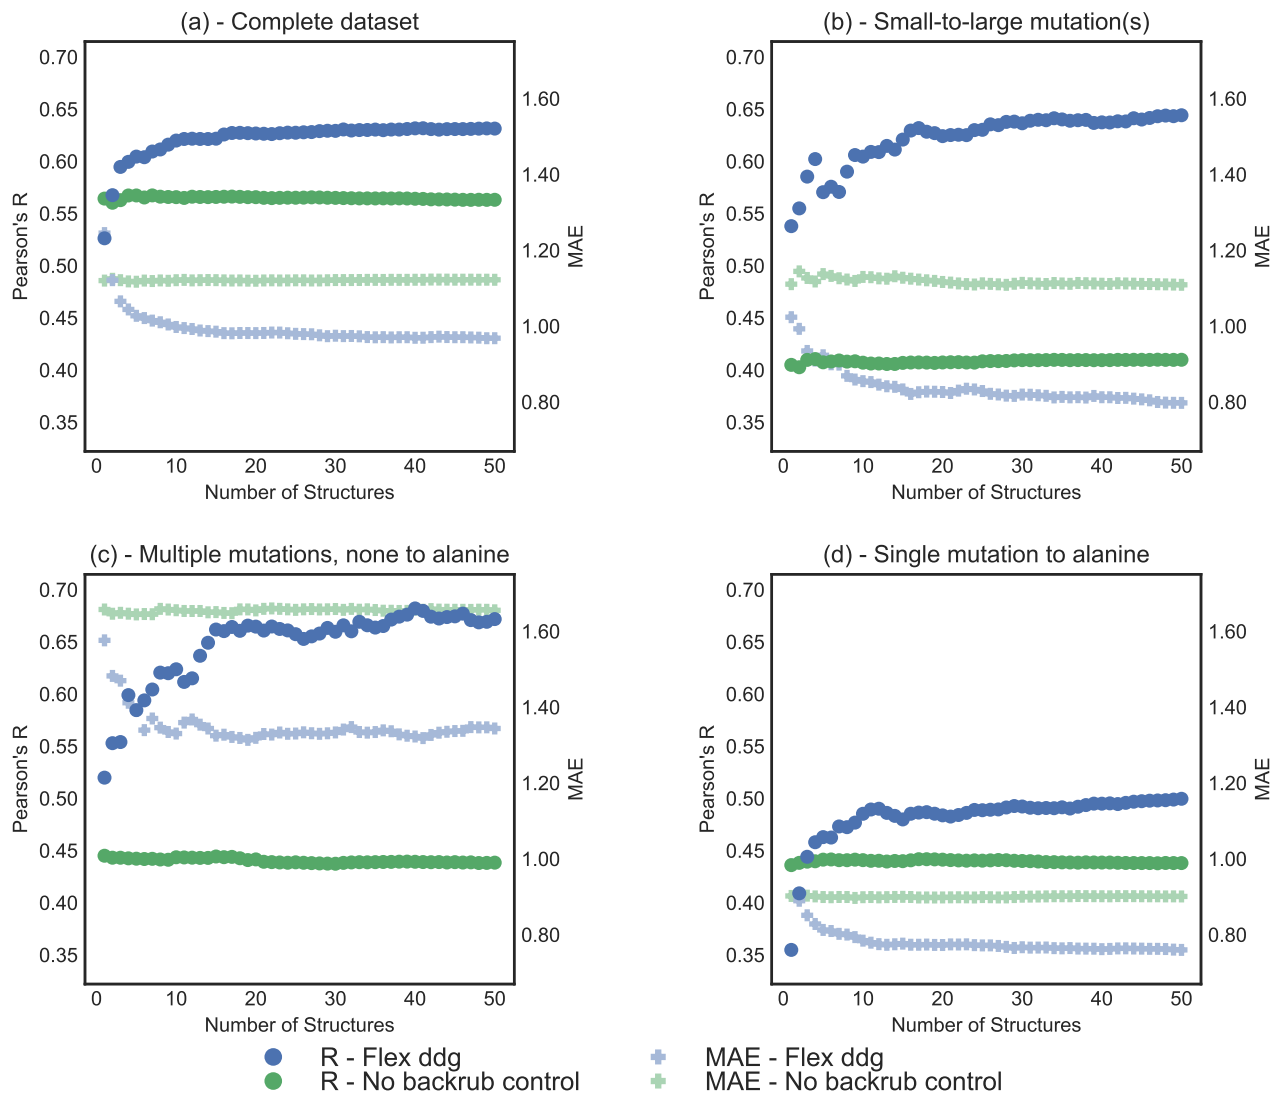 (a) - Complete dataset
0.70
0.65
0.60
0.55
0.50
0.45
0.40
0.35
Pearson's R
1.60
1.40
1.20
1.00
0.80
MAE
0 10 20 30 40 50
Number of Structures
(b) - Small-to-large mutation(s)
0.70
0.65
0.60
0.55
0.50
0.45
0.40
0.35
Pearson's R
1.60
1.40
1.20
1.00
0.80
MAE
0 10 20 30 40 50
Number of Structures
(c) - Multiple mutations, none to alanine
0.70
0.65
0.60
0.55
0.50
0.45
0.40
0.35
Pearson's R
1.60
1.40
1.20
1.00
0.80
MAE
0 10 20 30 40 50
Number of Structures
(d) - Single mutation to alanine
0.70
0.65
0.60
0.55
0.50
0.45
0.40
0.35
Pearson's R
1.60
1.40
1.20
1.00
0.80
MAE
0 10 20 30 40 50
Number of Structures
R - Flex ddg
R - No backrub control
MAE - Flex ddg
MAE - No backrub control